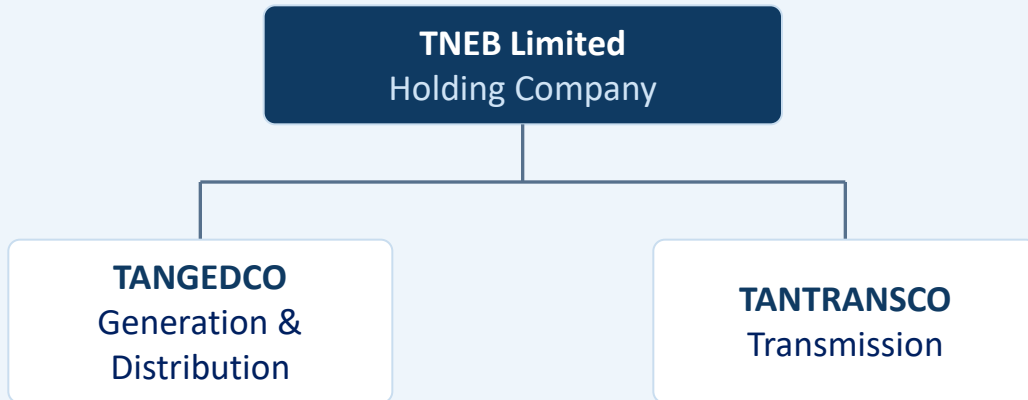 TNEB Limited
Holding Company
TANGEDCO
Generation &
Distribution
TANTRANSCO
Transmission